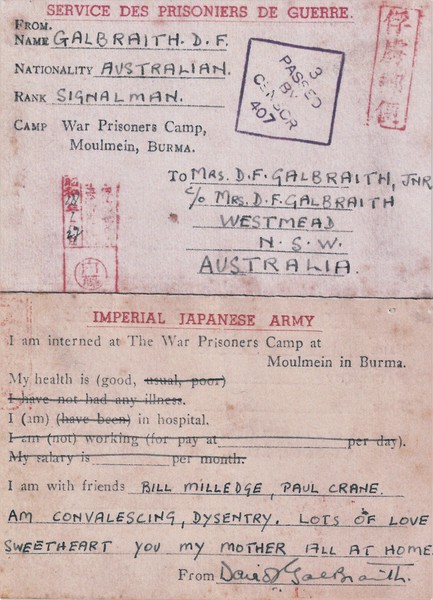 SERVICE DES PRISONIERS DE GUERRE.
FROM.
NAME GALBRAITH. D. F.
NATIONALITY AUSTRALIAN.
RANK SIGNALMAN.
CAMP War Prisoners Camp,
Moulmein, BURMA.
3
PASSED
BY
CENSOR
407
俘虜郵便
TO MRS. D. F. GALBRAITH, JNR
C/o MRS. D. F. GALBRAITH
WESTMEAD
N. S. W.
AUSTRALIA.
IMPERIAL JAPANESE ARMY
I am interned at The War Prisoners Camp at
Moulmein in Burma.
My health is (good, usual, poor)
I have not had any illness.
I (am) (have been) in hospital.
I am (not) working (for pay at per day).
My salary is per month.
I am with friends BILL MILLEDGE, PAUL CRANE.
AM CONVALESCING, DYSENTRY. LOTS OF LOVE
SWEETHEART YOU MY MOTHER & ALL AT HOME
From David F Galbraith.